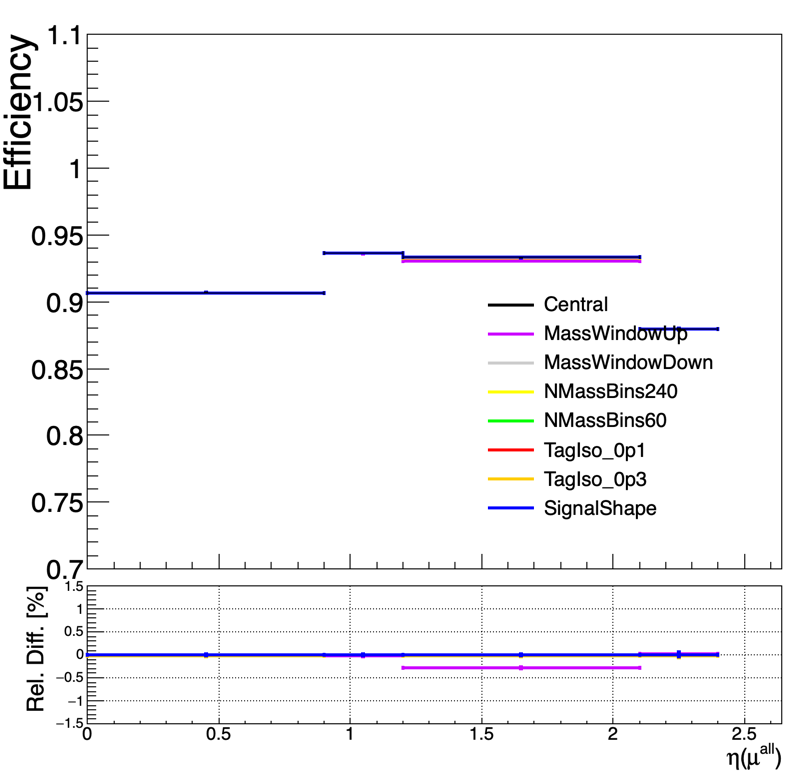 Efficiency
1.1
1.05
1
0.95
0.9
0.85
0.8
0.75
0.7
Central
MassWindowUp
MassWindowDown
NMassBins240
NMassBins60
TagIso_0p1
TagIso_0p3
SignalShape
Rel. Diff. [%]
1.5
1
0.5
0
−0.5
−1
−1.5
0 0.5 1 1.5 2 2.5
η(μ^all)